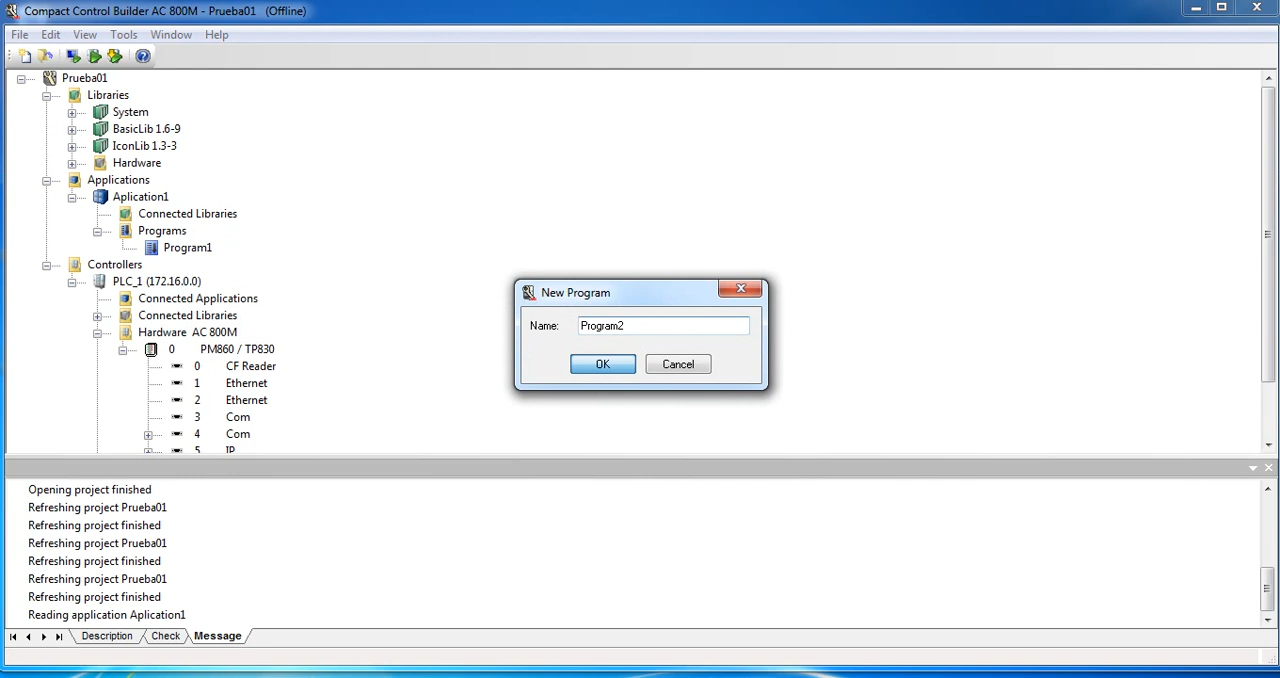 Compact Control Builder AC 800M - Prueba01 (Offline)
File Edit View Tools Window Help
Prueba01
Libraries
System
BasicLib 1.6-9
IconLib 1.3-3
Hardware
Applications
Aplication1
Connected Libraries
Programs
Program1
Controllers
PLC_1 (172.16.0.0)
Connected Applications
Connected Libraries
Hardware AC 800M
0 PM860 / TP830
0 CF Reader
1 Ethernet
2 Ethernet
3 Com
4 Com
5 IP
New Program
Name: Program2
OK Cancel
Opening project finished
Refreshing project Prueba01
Refreshing project finished
Refreshing project Prueba01
Refreshing project finished
Refreshing project Prueba01
Refreshing project finished
Reading application Aplication1
Description Check Message